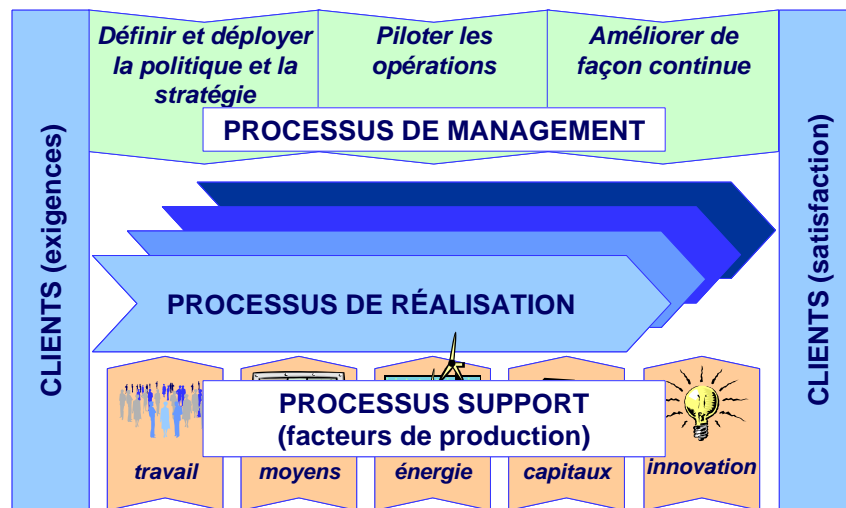 CLIENTS (exigences)
Définir et déployer
la politique et la
stratégie
Piloter les
opérations
Améliorer de
façon continue
PROCESSUS DE MANAGEMENT
PROCESSUS DE RÉALISATION
PROCESSUS SUPPORT
(facteurs de production)
travail
moyens
énergie
capitaux
innovation
CLIENTS (satisfaction)